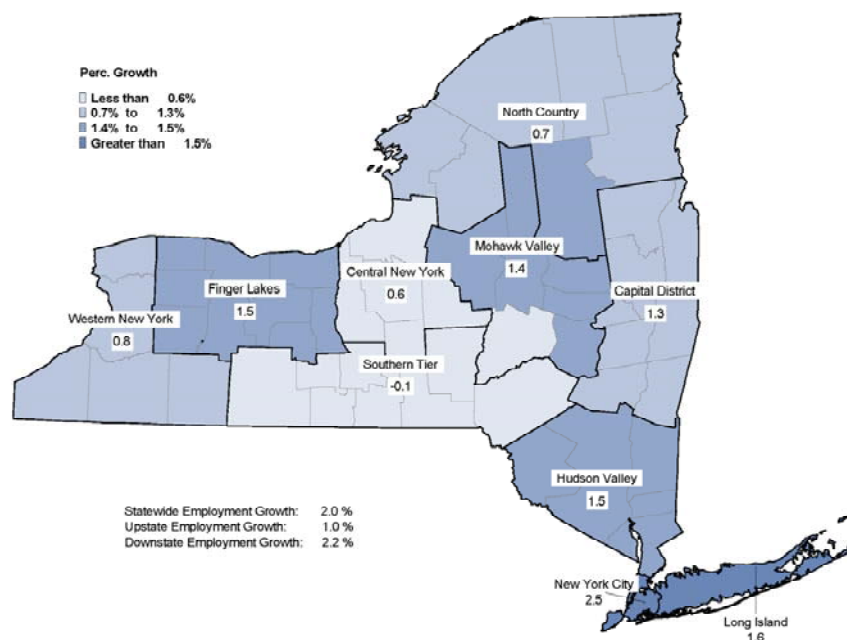 Perc. Growth
Less than 0.6%
0.7% to 1.3%
1.4% to 1.5%
Greater than 1.5%
North Country
0.7
Mohawk Valley
1.4
Central New York
0.6
Finger Lakes
1.5
Capital District
1.3
Western New York
0.8
Southern Tier
-0.1
Hudson Valley
1.5
Statewide Employment Growth: 2.0 %
Upstate Employment Growth: 1.0 %
Downstate Employment Growth: 2.2 %
New York City
2.5
Long Island
1.6